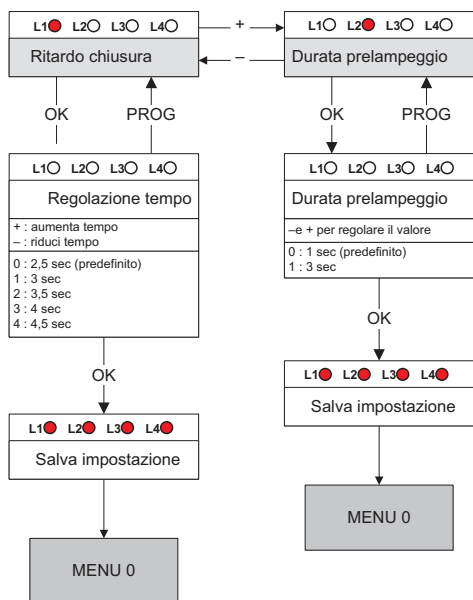 L1 L2 L3 L4
Ritardo chiusura
+
–
L1 L2 L3 L4
Durata prelampeggio
OK
PROG
OK
PROG
L1 L2 L3 L4
Regolazione tempo
+ : aumenta tempo
– : riduci tempo
0 : 2,5 sec (predefinito)
1 : 3 sec
2 : 3,5 sec
3 : 4 sec
4 : 4,5 sec
L1 L2 L3 L4
Durata prelampeggio
–e + per regolare il valore
0 : 1 sec (predefinito)
1 : 3 sec
OK
OK
L1 L2 L3 L4
Salva impostazione
L1 L2 L3 L4
Salva impostazione
MENU 0
MENU 0